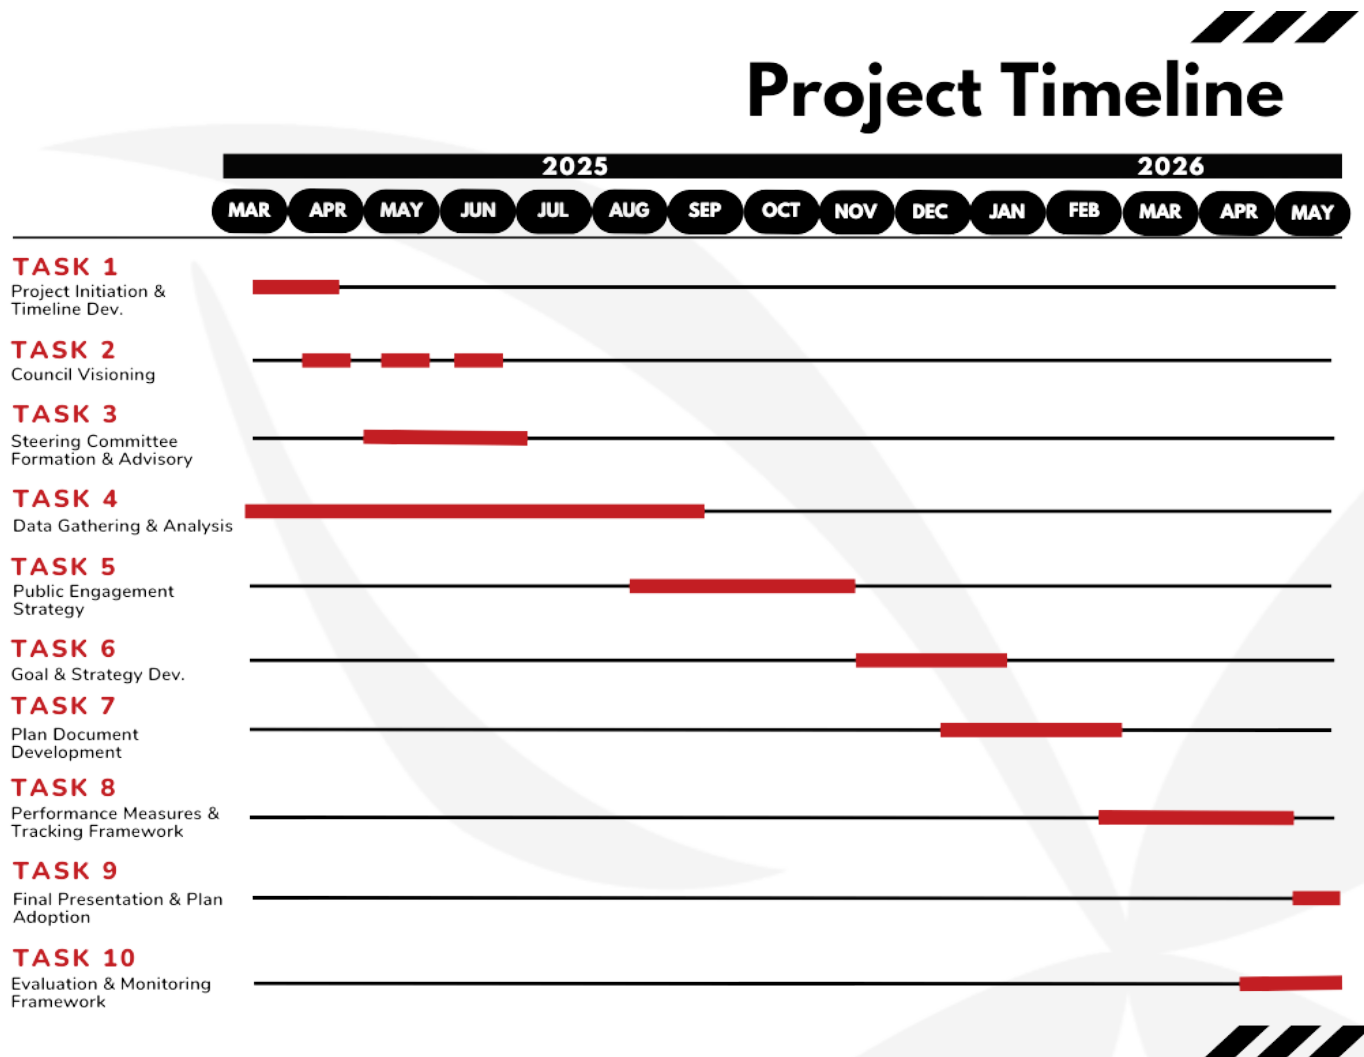 Project Timeline
2025 2026
MAR APR MAY JUN JUL AUG SEP OCT NOV DEC JAN FEB MAR APR MAY
TASK 1
Project Initiation &
Timeline Dev.
TASK 2
Council Visioning
TASK 3
Steering Committee
Formation & Advisory
TASK 4
Data Gathering & Analysis
TASK 5
Public Engagement
Strategy
TASK 6
Goal & Strategy Dev.
TASK 7
Plan Document
Development
TASK 8
Performance Measures &
Tracking Framework
TASK 9
Final Presentation & Plan
Adoption
TASK 10
Evaluation & Monitoring
Framework